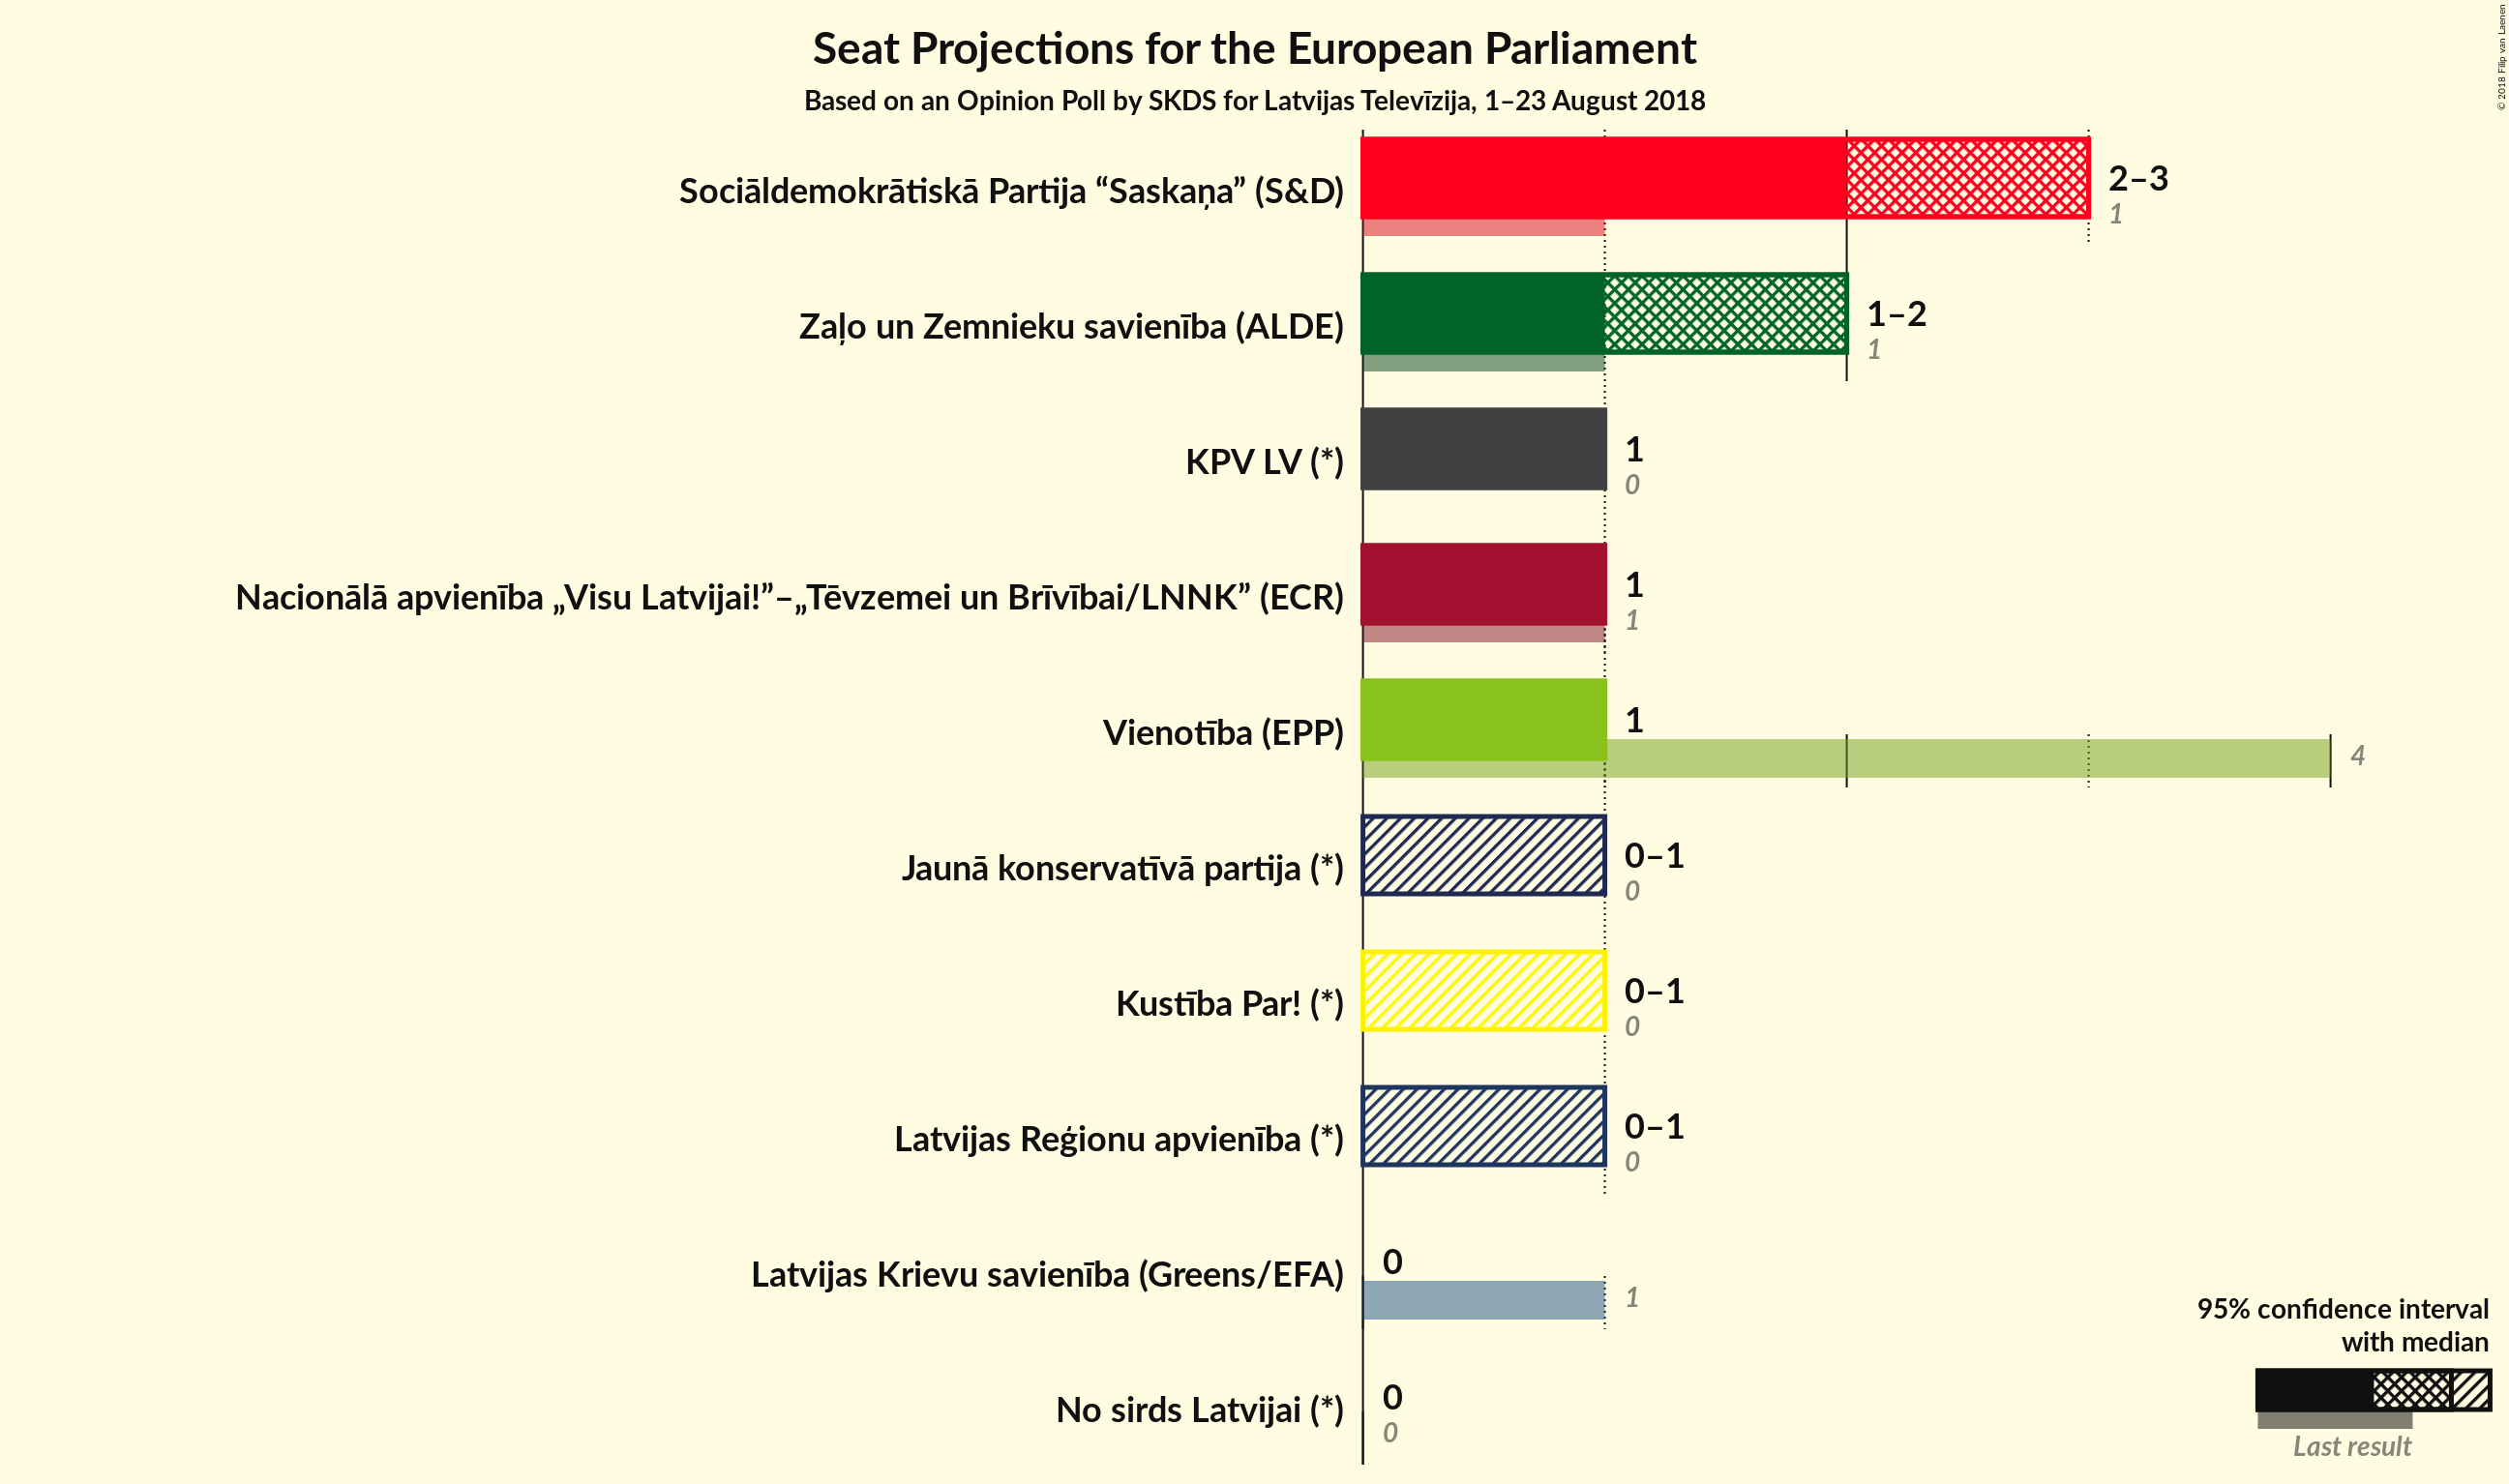 Seat Projections for the European Parliament
Based on an Opinion Poll by SKDS for Latvijas Televīzija, 1–23 August 2018
© 2018 Filip van Laenen
Sociāldemokrātiskā Partija “Saskaņa” (S&D)
2–3
1
Zaļo un Zemnieku savienība (ALDE)
1–2
1
KPV LV (*)
1
0
Nacionālā apvienība „Visu Latvijai!”–„Tēvzemei un Brīvībai/LNNK” (ECR)
1
1
Vienotība (EPP)
1
4
Jaunā konservatīvā partija (*)
0–1
0
Kustība Par! (*)
0–1
0
Latvijas Reģionu apvienība (*)
0–1
0
Latvijas Krievu savienība (Greens/EFA)
0
1
No sirds Latvijai (*)
0
0
95% confidence interval
with median
Last result